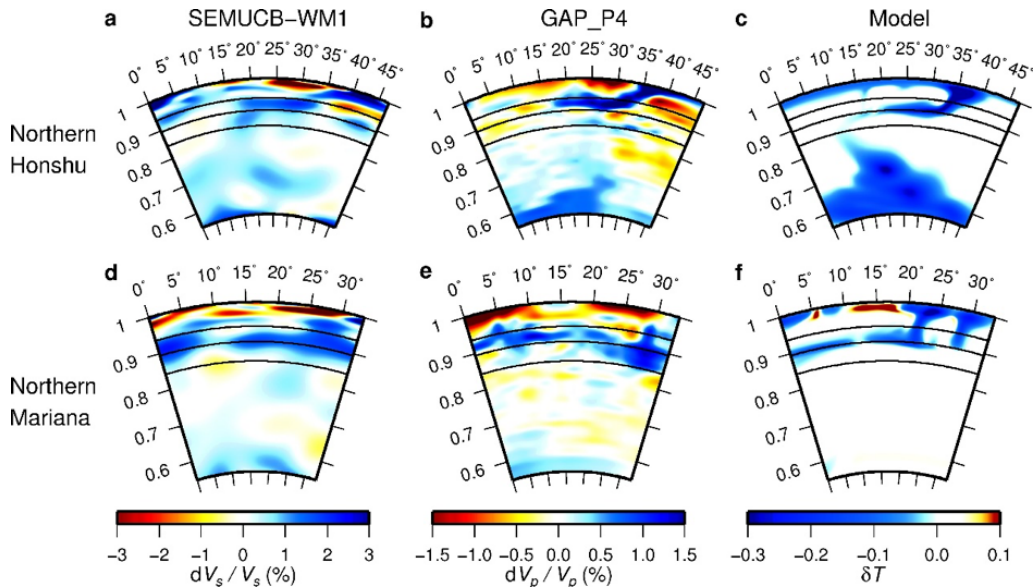 SEMUCB−WM1 GAP_P4 Model
a b c
0° 5° 10° 15° 20° 25° 30° 35° 40° 45°
0° 5° 10° 15° 20° 25° 30° 35° 40° 45°
0° 5° 10° 15° 20° 25° 30° 35° 40° 45°
Northern
Honshu
1 0.9 0.8 0.7 0.6
1 0.9 0.8 0.7 0.6
1 0.9 0.8 0.7 0.6
d e f
0° 5° 10° 15° 20° 25° 30°
0° 5° 10° 15° 20° 25° 30°
0° 5° 10° 15° 20° 25° 30°
Northern
Mariana
1 0.9 0.8 0.7 0.6
1 0.9 0.8 0.7 0.6
1 0.9 0.8 0.7 0.6
−3 −2 −1 0 1 2 3
dVs / Vs (%)
−1.5 −1.0 −0.5 0.0 0.5 1.0 1.5
dVp / Vp (%)
−0.3 −0.2 −0.1 0.0 0.1
δT